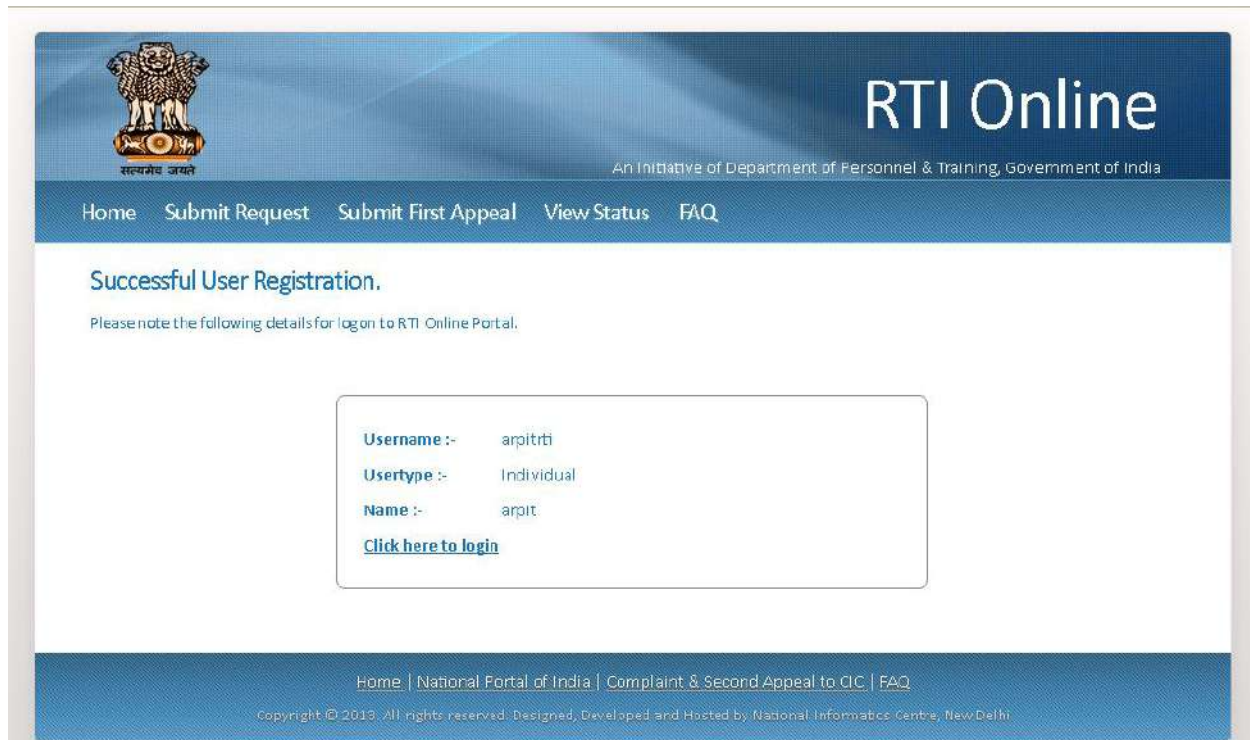 सत्यमेव जयते
RTI Online
An Initiative of Department of Personnel & Training, Government of India
Home Submit Request Submit First Appeal View Status FAQ
Successful User Registration.
Please note the following details for logon to RTI Online Portal.
Username :- arpitrti
Usertype :- Individual
Name :- arpit
Click here to login
Home | National Portal of India | Complaint & Second Appeal to CIC | FAQ
Copyright © 2013. All rights reserved. Designed, Developed and Hosted by National Informatics Centre, New Delhi